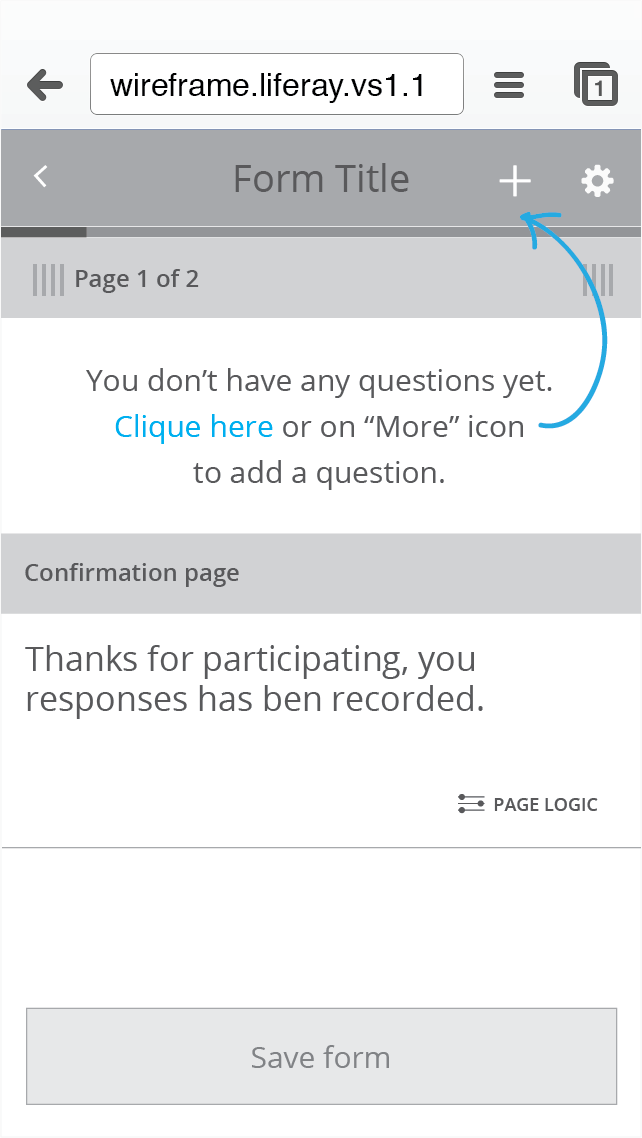 wireframe.liferay.vs1.1
1
Form Title
Page 1 of 2
You don’t have any questions yet.
Clique here or on “More” icon
to add a question.
Confirmation page
Thanks for participating, you
responses has ben recorded.
PAGE LOGIC
Save form